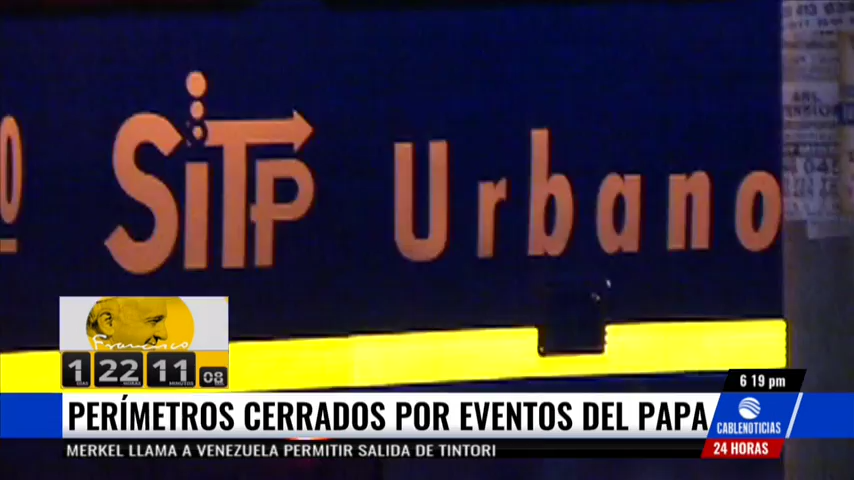 o
SiTP Urbano
Francisco
1 22 11 08
DÍAS HORAS MINUTOS
6 19 pm
PERÍMETROS CERRADOS POR EVENTOS DEL PAPA
CABLENOTICIAS
24 HORAS
MERKEL LLAMA A VENEZUELA PERMITIR SALIDA DE TINTORI